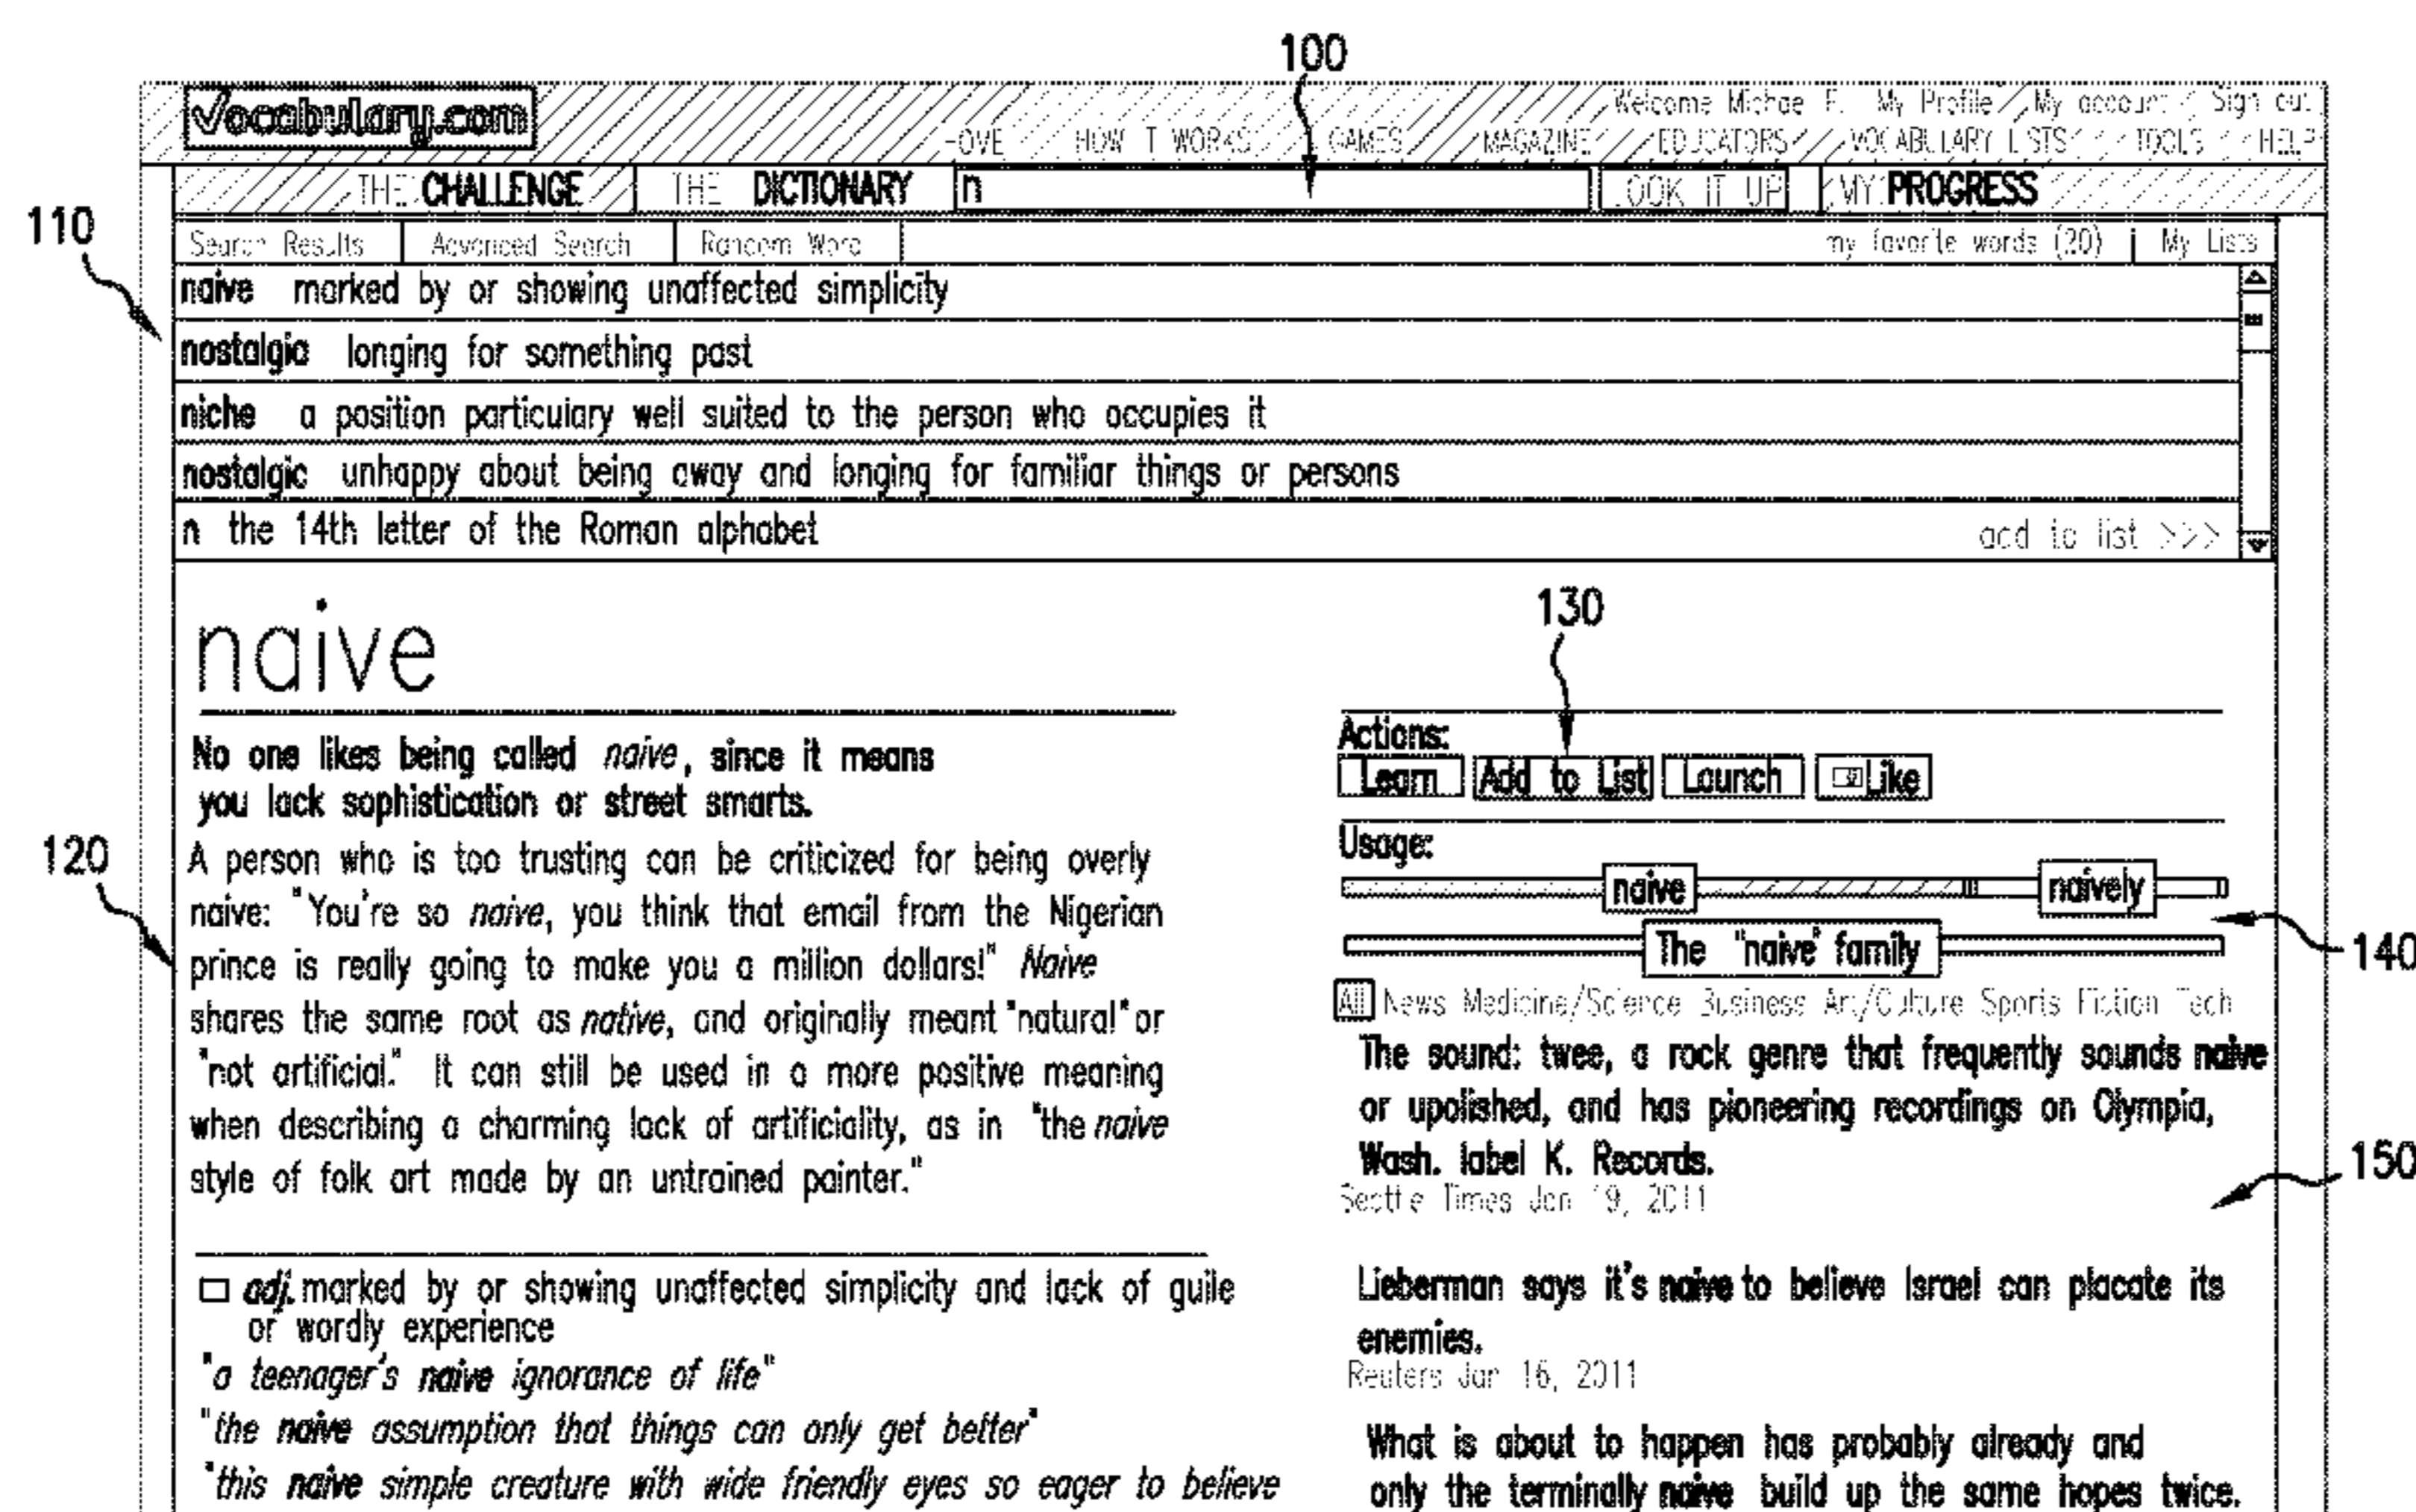 100
Vocabulary.com
Welcome My Profile My account Sign out
HOW IT WORKS GAMES MAGAZINE EDUCATORS VOCABULARY LISTS TOOLS HELP
THE CHALLENGE THE DICTIONARY n LOOK IT UP MY PROGRESS
110
Search Results Advanced Search Random Word my favorite words (20) My Lists
naive marked by or showing unaffected simplicity
nostalgia longing for something past
niche a position particulary well suited to the person who occupies it
nostalgic unhappy about being away and longing for familiar things or persons
n the 14th letter of the Roman alphabet add to list >>>
naive
No one likes being called naive, since it means
you lack sophistication or street smarts.
120
A person who is too trusting can be criticized for being overly
naive: "You're so naive, you think that email from the Nigerian
prince is really going to make you a million dollars!" Naive
shares the same root as native, and originally meant "natural" or
"not artificial." It can still be used in a more positive meaning
when describing a charming lack of artificiality, as in "the naive
style of folk art made by an untrained painter."
adj. marked by or showing unaffected simplicity and lack of guile
or wordly experience
"a teenager's naive ignorance of life"
"the naive assumption that things can only get better"
"this naive simple creature with wide friendly eyes so eager to believe
130
Actions:
Learn Add to List Launch Like
Usage:
naive naively
140
The "naive" family
All News Medicine/Science Business Art/Culture Sports Fiction Tech
The sound: twee, a rock genre that frequently sounds naive
or upolished, and has pioneering recordings on Olympia,
Wash. label K. Records.
150
Seattle Times Jan 19, 2011
Lieberman says it's naive to believe Israel can placate its
enemies.
Reuters Jan 16, 2011
What is about to happen has probably already and
only the terminally naive build up the same hopes twice.